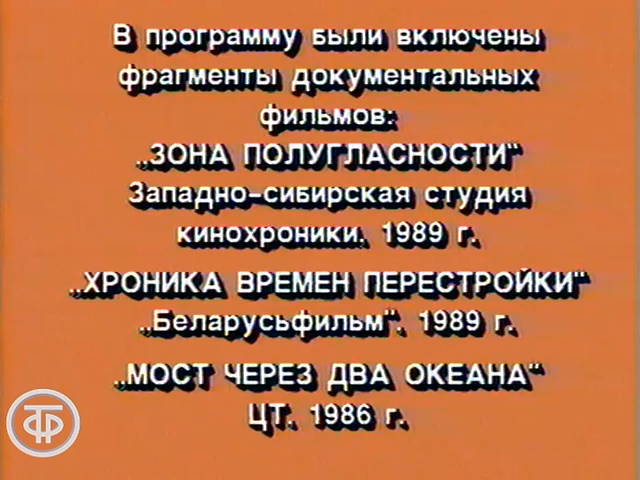 В программу были включены
фрагменты документальных
фильмов:
„ЗОНА ПОЛУГЛАСНОСТИ“
Западно-сибирская студия
кинохроники. 1989 г.
„ХРОНИКА ВРЕМЕН ПЕРЕСТРОЙКИ“
„Беларусьфильм“. 1989 г.
„МОСТ ЧЕРЕЗ ДВА ОКЕАНА“
ЦТ. 1986 г.